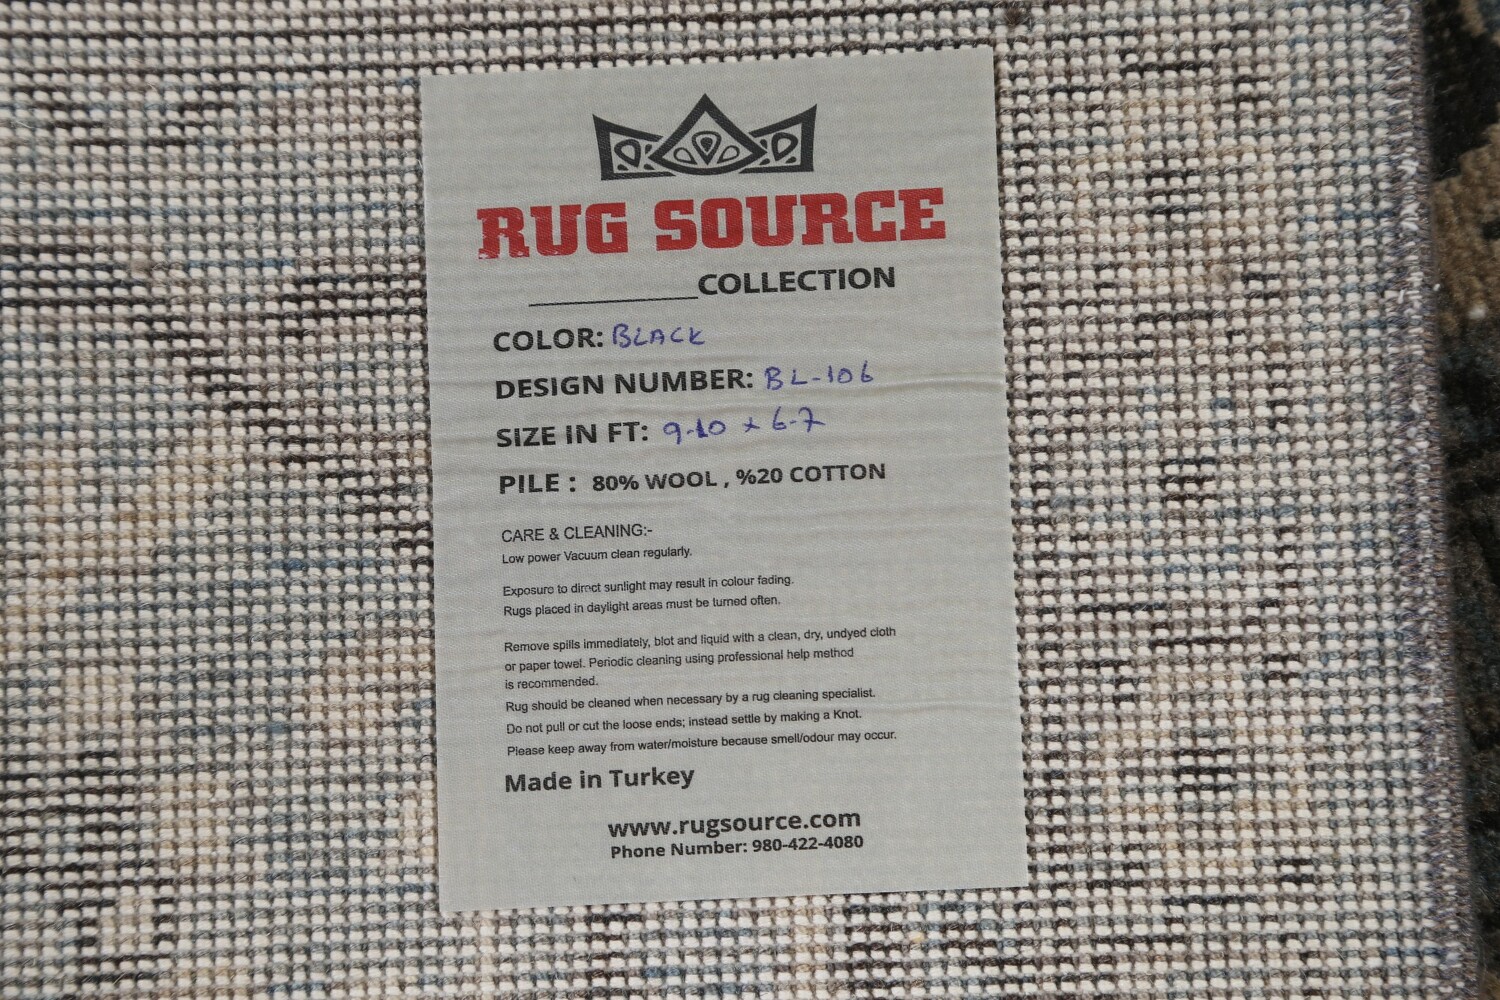 RUG SOURCE
____________COLLECTION
COLOR: BLACK
DESIGN NUMBER: BL-106
SIZE IN FT: 9-10 x 6-7
PILE : 80% WOOL , %20 COTTON
CARE & CLEANING:-
Low power Vacuum clean regularly.
Exposure to direct sunlight may result in colour fading.
Rugs placed in daylight areas must be turned often.
Remove spills immediately, blot and liquid with a clean, dry, undyed cloth
or paper towel. Periodic cleaning using professional help method
is recommended.
Rug should be cleaned when necessary by a rug cleaning specialist.
Do not pull or cut the loose ends; instead settle by making a Knot.
Please keep away from water/moisture because smell/odour may occur.
Made in Turkey
www.rugsource.com
Phone Number: 980-422-4080